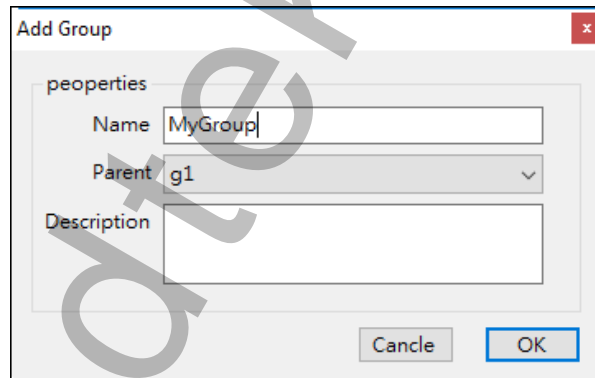 Add Group
x
peoperties
Name MyGroup
Parent g1
Description
Cancle OK